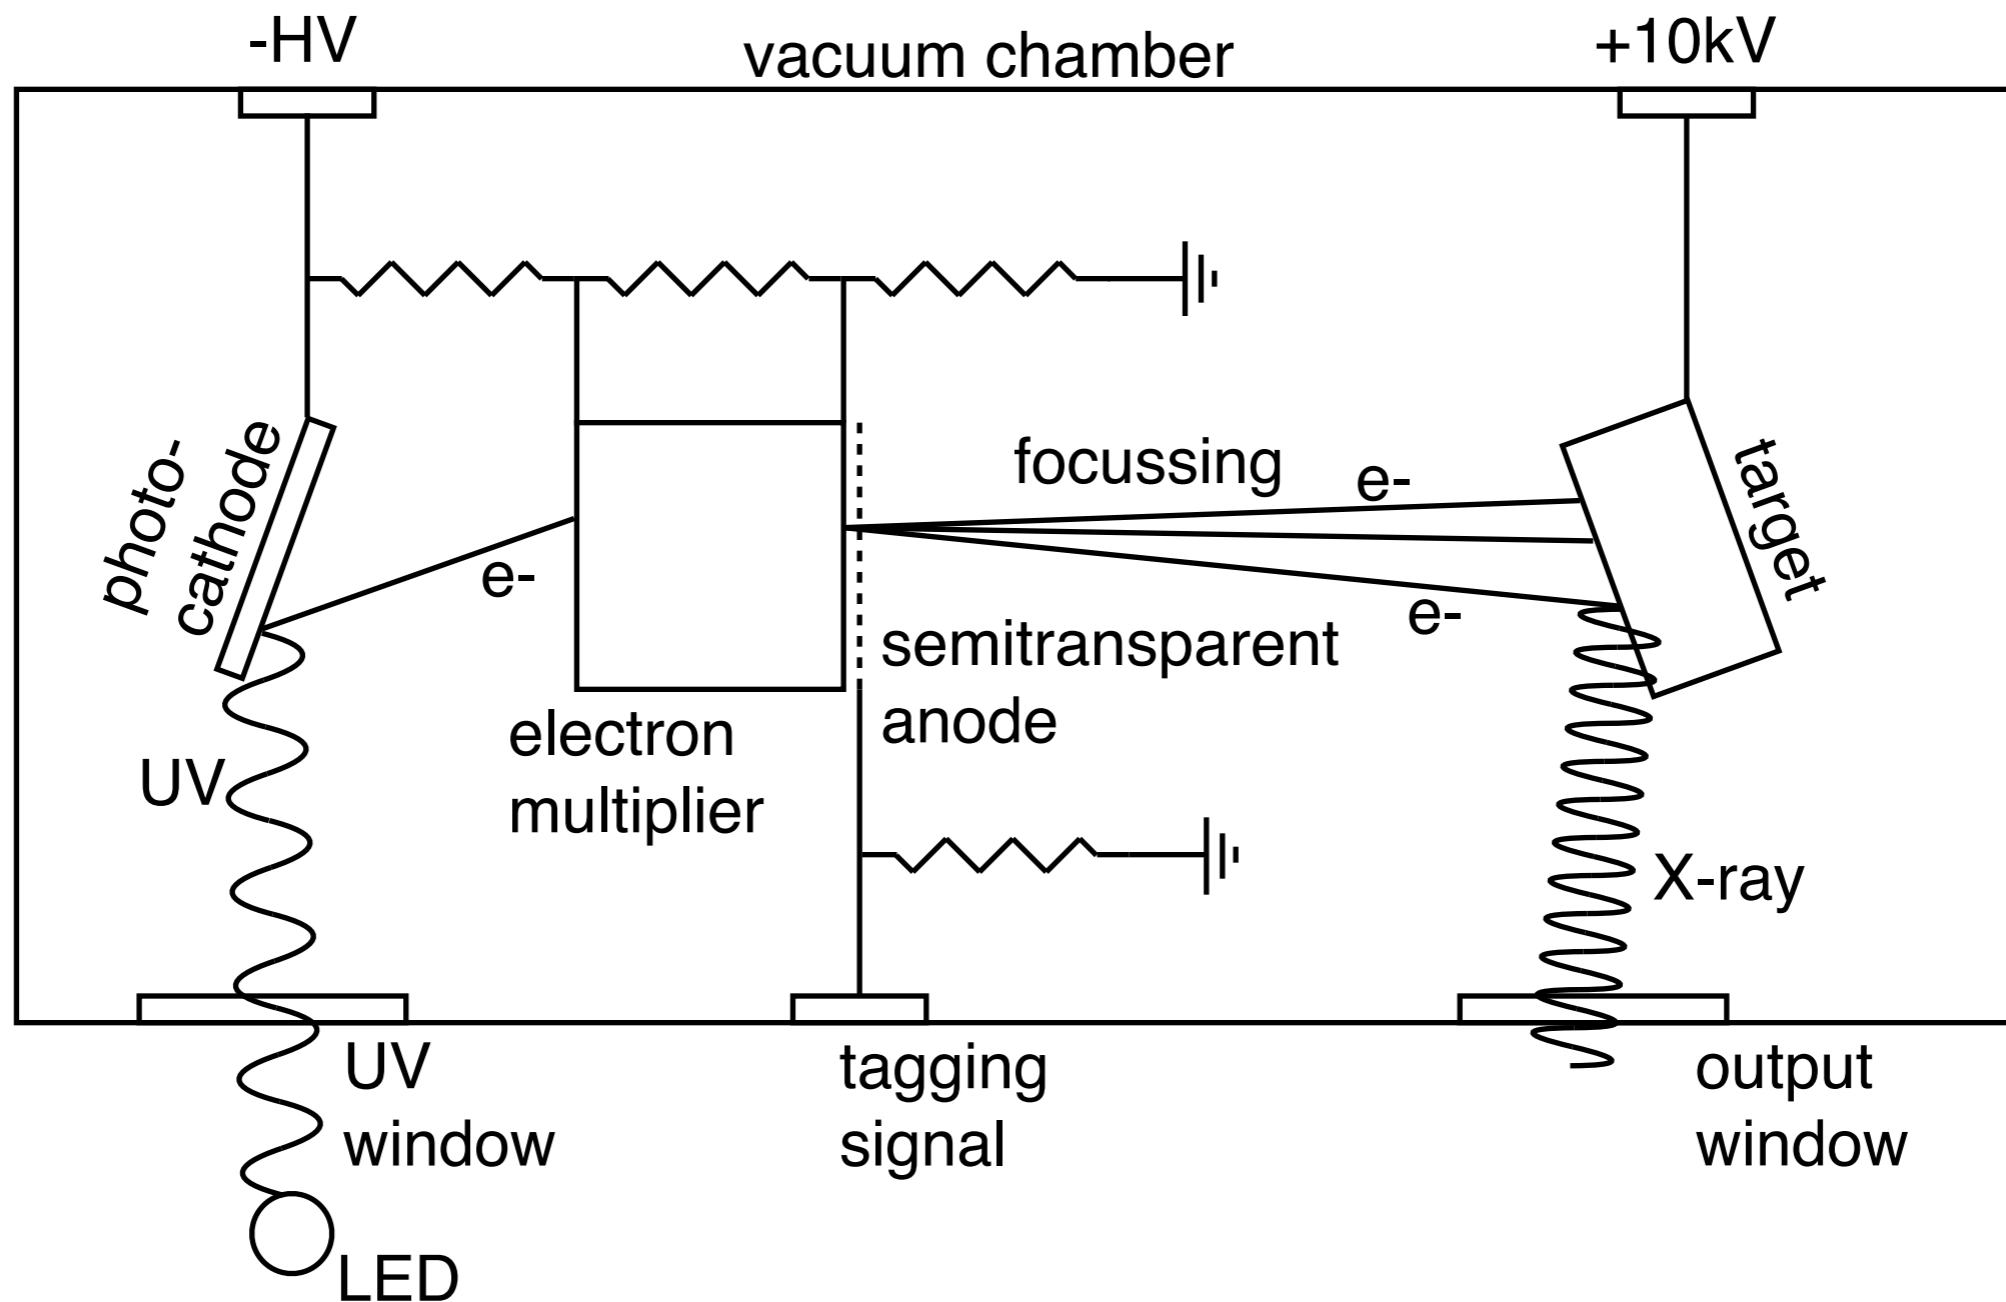 -HV
vacuum chamber
+10kV
photo-
cathode
e-
focussing
e-
e-
target
semitransparent
anode
electron
multiplier
UV
X-ray
UV
window
tagging
signal
output
window
LED